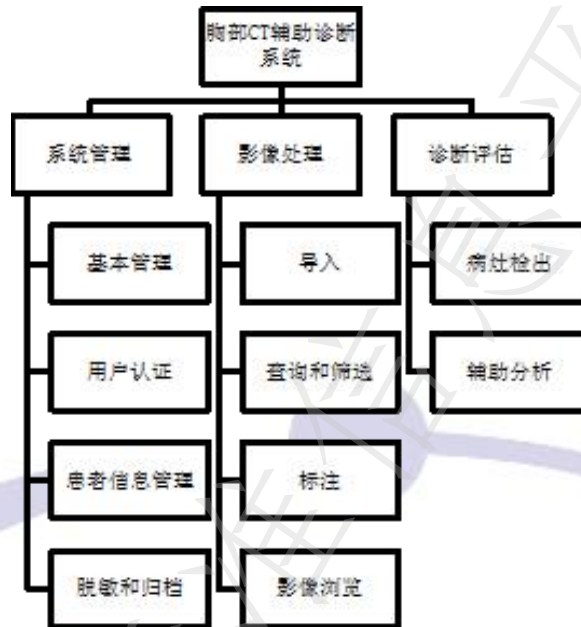 胸部CT辅助诊断
系统
系统管理
影像处理
诊断评估
基本管理
导入
病灶检出
用户认证
查询和筛选
辅助分析
患者信息管理
标注
脱敏和归档
影像浏览